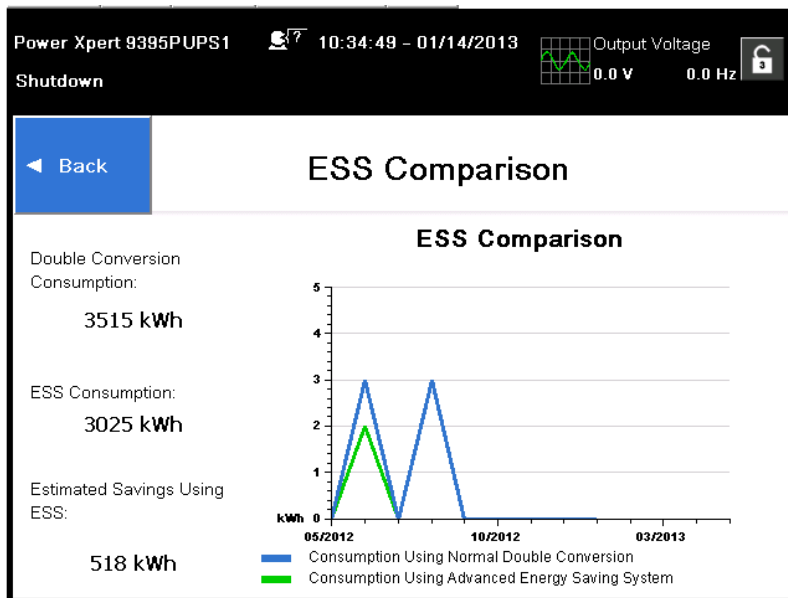 Power Xpert 9395PUPS1
? 10:34:49 - 01/14/2013
Output Voltage
0.0 V 0.0 Hz
3
Shutdown
Back
ESS Comparison
Double Conversion
Consumption:
3515 kWh
ESS Consumption:
3025 kWh
Estimated Savings Using
ESS:
518 kWh
ESS Comparison
5
4
3
2
1
kWh 0
05/2012 10/2012 03/2013
Consumption Using Normal Double Conversion
Consumption Using Advanced Energy Saving System